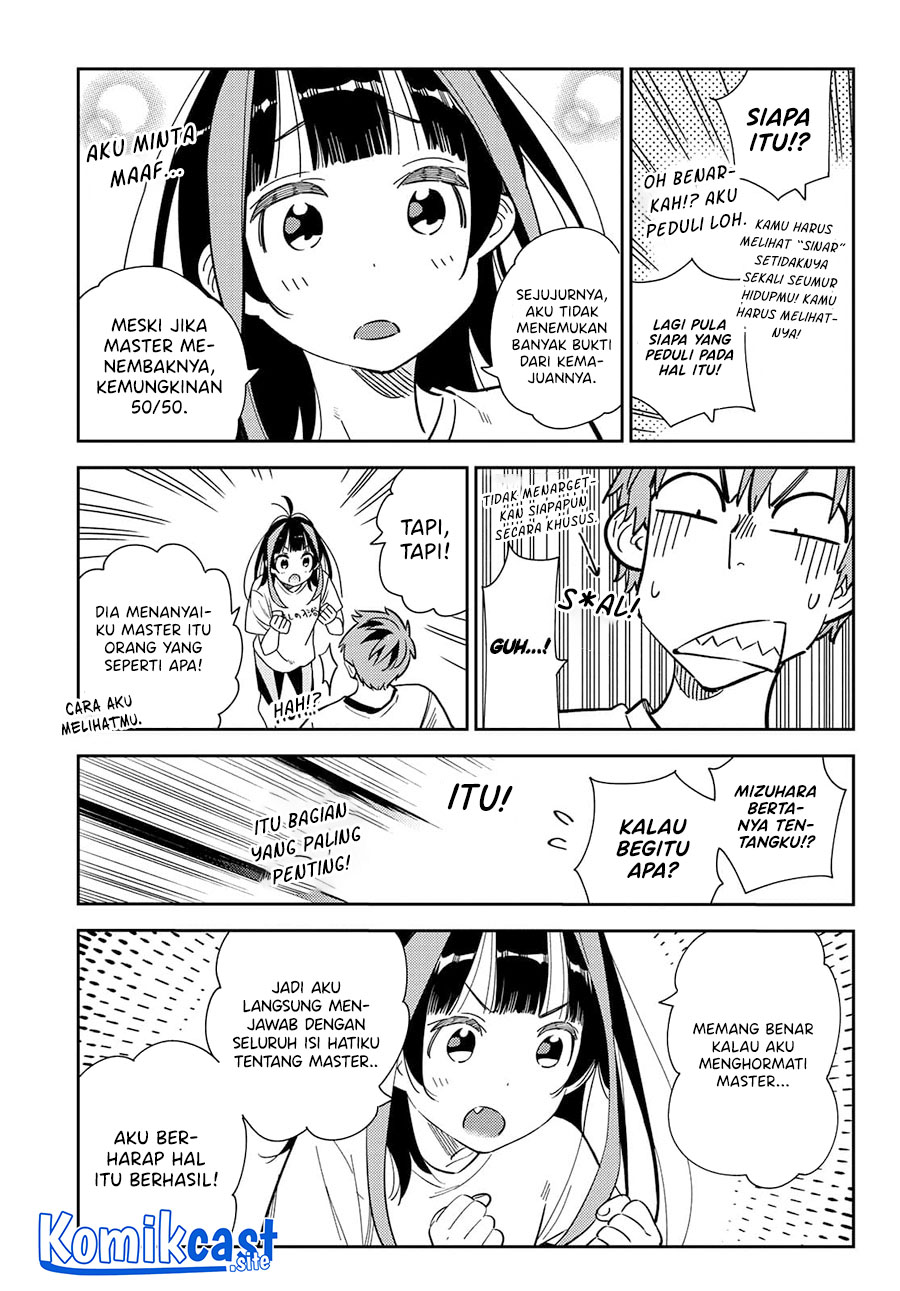 SIAPA
ITU!?
OH BENAR-
KAH!? AKU
PEDULI LOH.
KAMU HARUS
MELIHAT "SINAR"
SETIDAKNYA
SEKALI SEUMUR
HIDUPMU! KAMU
HARUS MELIHAT-
NYA!
LAGI PULA
SIAPA YANG
PEDULI PADA
HAL ITU!
AKU MINTA
MAAF...
SEJUJURNYA,
AKU TIDAK
MENEMUKAN
BANYAK BUKTI
DARI KEMA-
JUANNYA.
MESKI JIKA
MASTER ME-
NEMBAKNYA,
KEMUNGKINAN
50/50.
TIDAK MENARGET-
KAN SIAPAPUN
SECARA KHUSUS.
S*AL!
GUH...!
TAPI,
TAPI!
DIA MENANYAI-
KU MASTER ITU
ORANG YANG
SEPERTI APA!
HAH!?
CARA AKU
MELIHATMU.
MIZUHARA
BERTA-
NYA TEN-
TANGKU!?
KALAU
BEGITU
APA?
ITU!
ITU BAGIAN
YANG PALING
PENTING!
MEMANG BENAR
KALAU AKU
MENGHORMATI
MASTER...
JADI AKU
LANGSUNG MEN-
JAWAB DENGAN
SELURUH ISI HATIKU
TENTANG MASTER..
AKU BER-
HARAP HAL
ITU BERHASIL!
Komikcast
.site